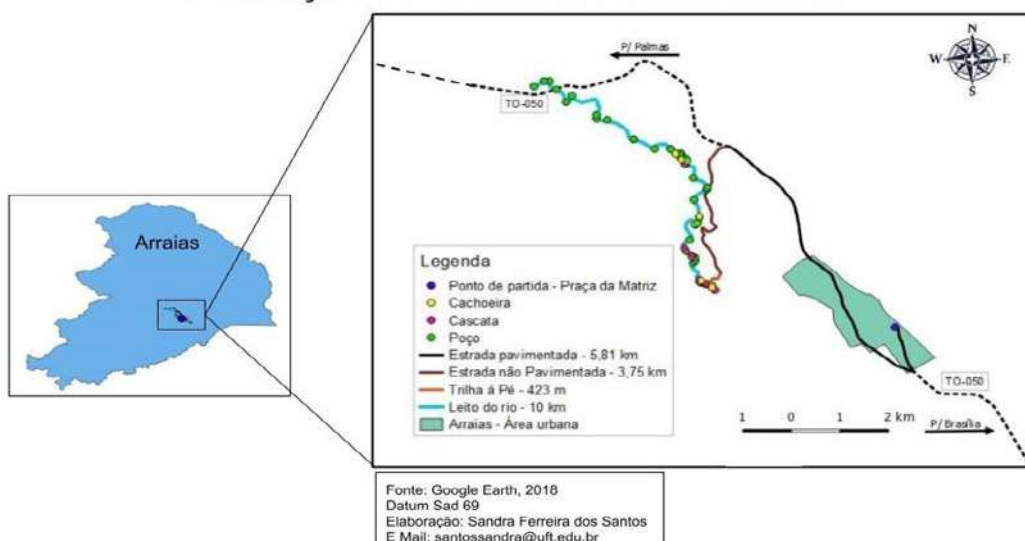 P/ Palmas
N
W
E
S
TO-050
Arraias
Legenda
Ponto de partida - Praça da Matriz
Cachoeira
Cascata
Poço
Estrada pavimentada - 5,81 km
Estrada não Pavimentada - 3,75 km
Trilha á Pé - 423 m
Leito do rio - 10 km
Arraias - Área urbana
TO-050
1 0 1 2 km
P/ Brasília
Fonte: Google Earth, 2018
Datum Sad 69
Elaboração: Sandra Ferreira dos Santos
E Mail: santossandra@uft.edu.br